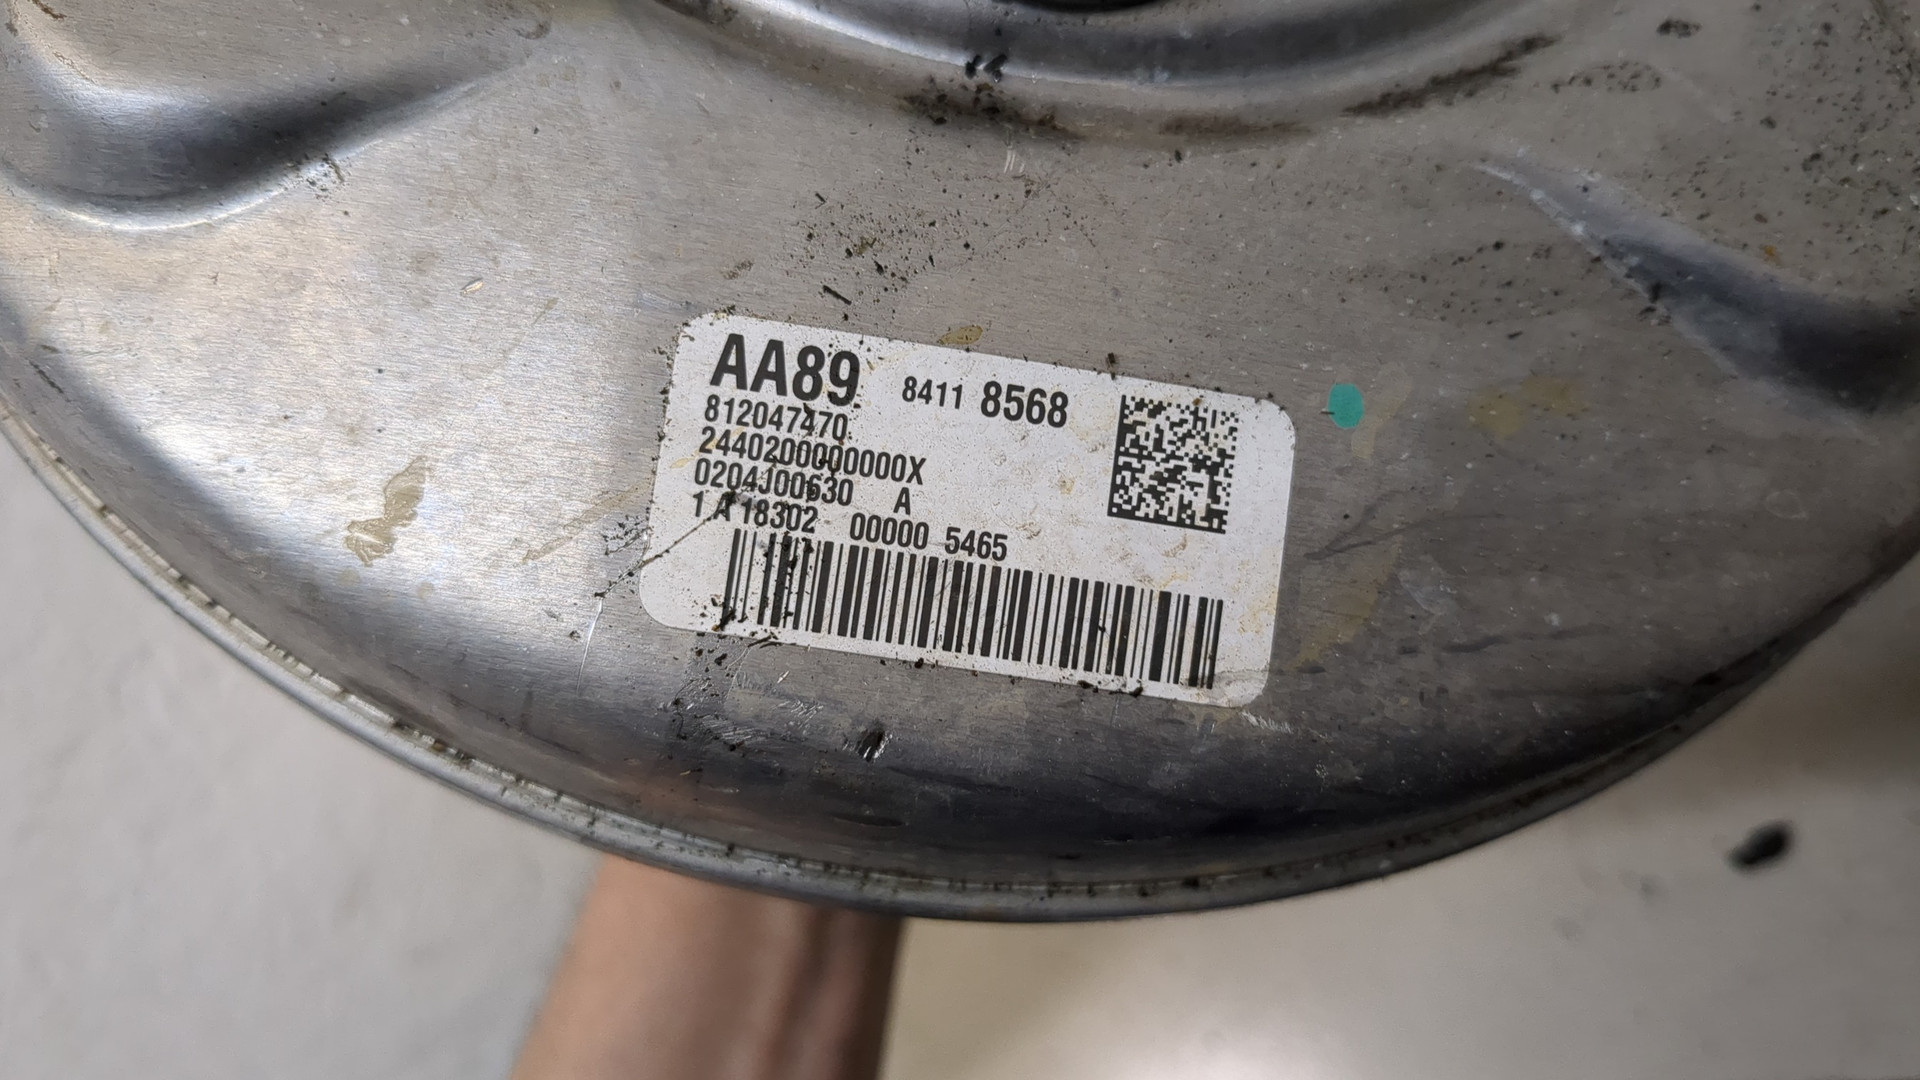 AA89 8411 8568
812047470
2440200000000X
0204J00630 A
1 A 18302 00000 5465